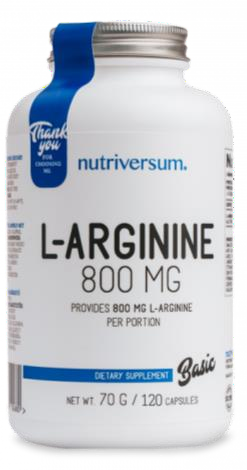 Thank
you
FOR
CHOOSING
ME
nutriversum.
L-ARGININE
800 MG
PROVIDES 800 MG L-ARGININE
PER PORTION
DIETARY SUPPLEMENT
Basic
NET WT. 70 G / 120 CAPSULES